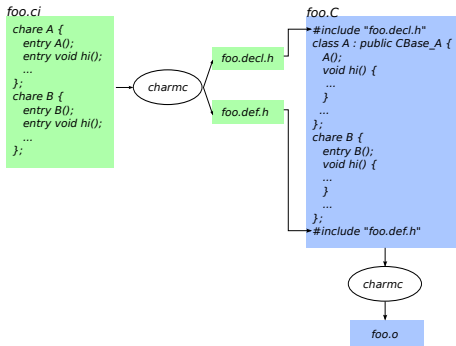 foo.ci
chare A {
entry A();
entry void hi();
...
};
chare B {
entry B();
entry void hi();
...
};
charmc
foo.decl.h
foo.def.h
foo.C
#include "foo.decl.h"
class A : public CBase_A {
A();
void hi() {
...
}
...
};
chare B {
entry B();
void hi() {
...
}
...
};
#include "foo.def.h"
charmc
foo.o